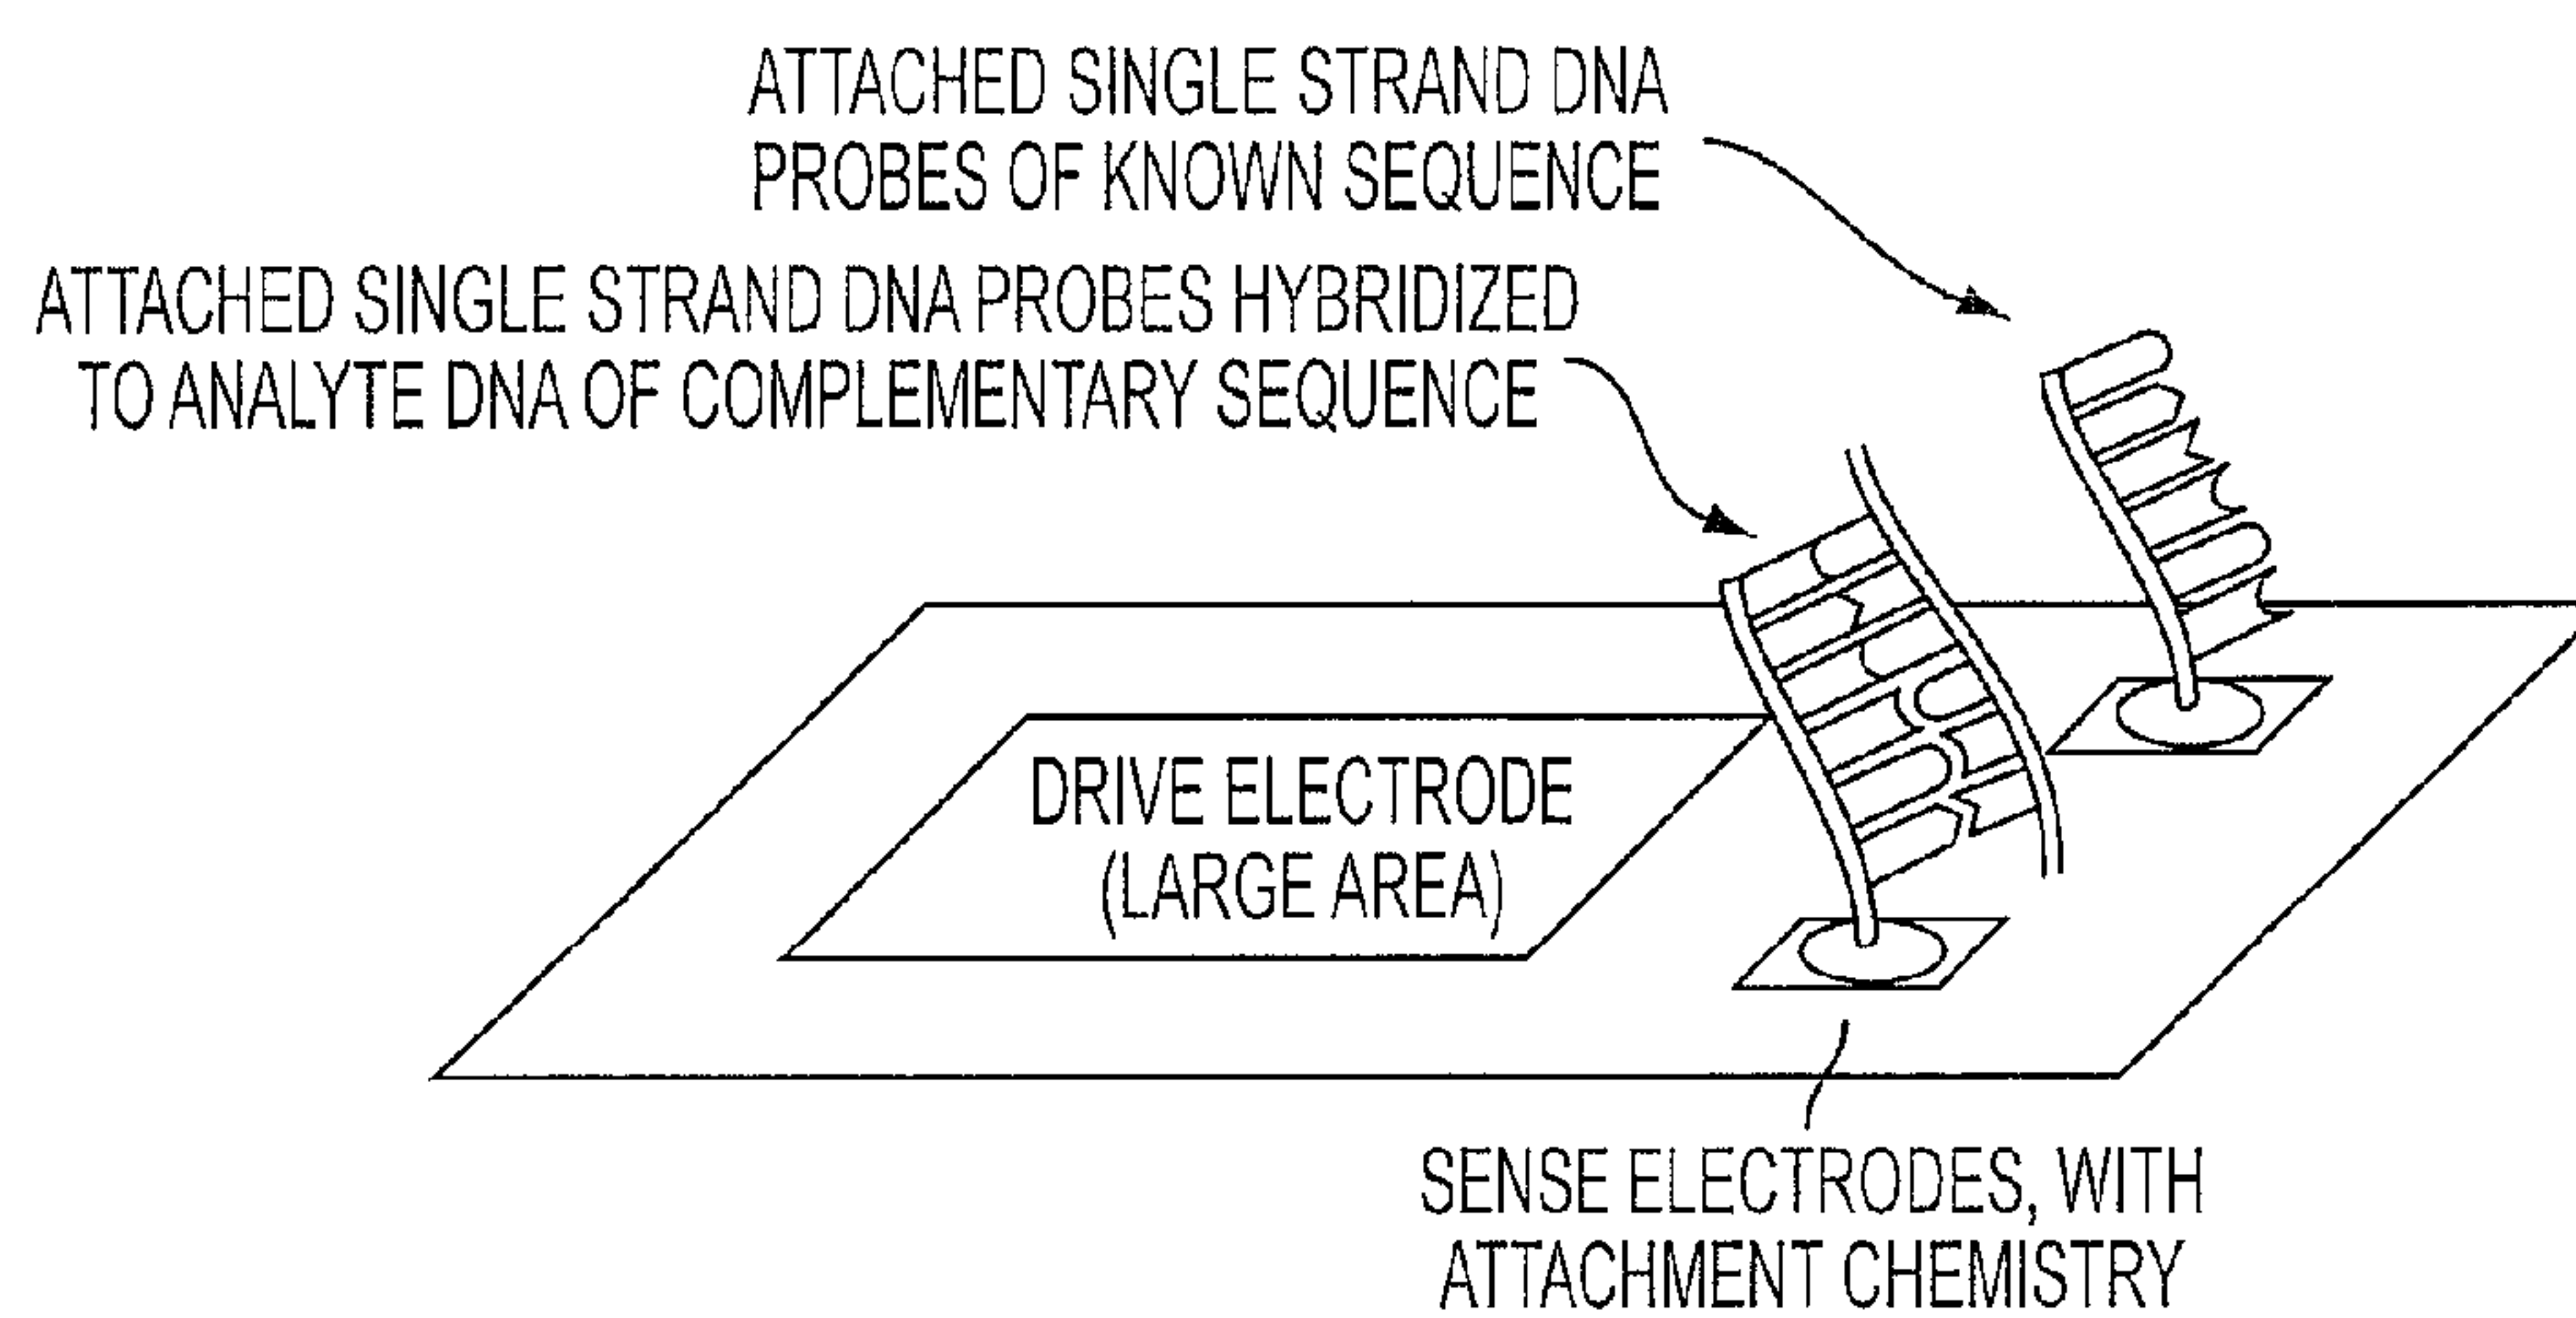 ATTACHED SINGLE STRAND DNA
PROBES OF KNOWN SEQUENCE
ATTACHED SINGLE STRAND DNA PROBES HYBRIDIZED
TO ANALYTE DNA OF COMPLEMENTARY SEQUENCE
DRIVE ELECTRODE
(LARGE AREA)
SENSE ELECTRODES, WITH
ATTACHMENT CHEMISTRY